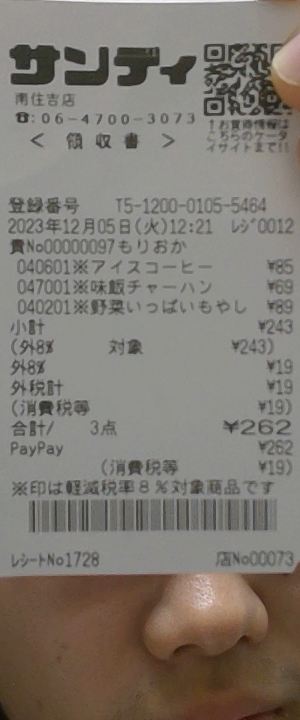 サンディ
南住吉店
☎:06-4700-3073
↑お買得情報は
こちらのケータ
イサイトまで!!
< 領収書 >
登録番号 T5-1200-0105-5464
2023年12月05日(火)12:21 レジ0012
責No00000097もりおか
040601※アイスコーヒー ¥85
047001※味飯チャーハン ¥69
040201※野菜いっぱいもやし ¥89
小計 ¥243
(外8% 対象 ¥243)
外8% ¥19
外税計 ¥19
(消費税等 ¥19)
合計/ 3点 ¥262
PayPay ¥262
(消費税等 ¥19)
※印は軽減税率8%対象商品です
レシートNo1728 店No00073